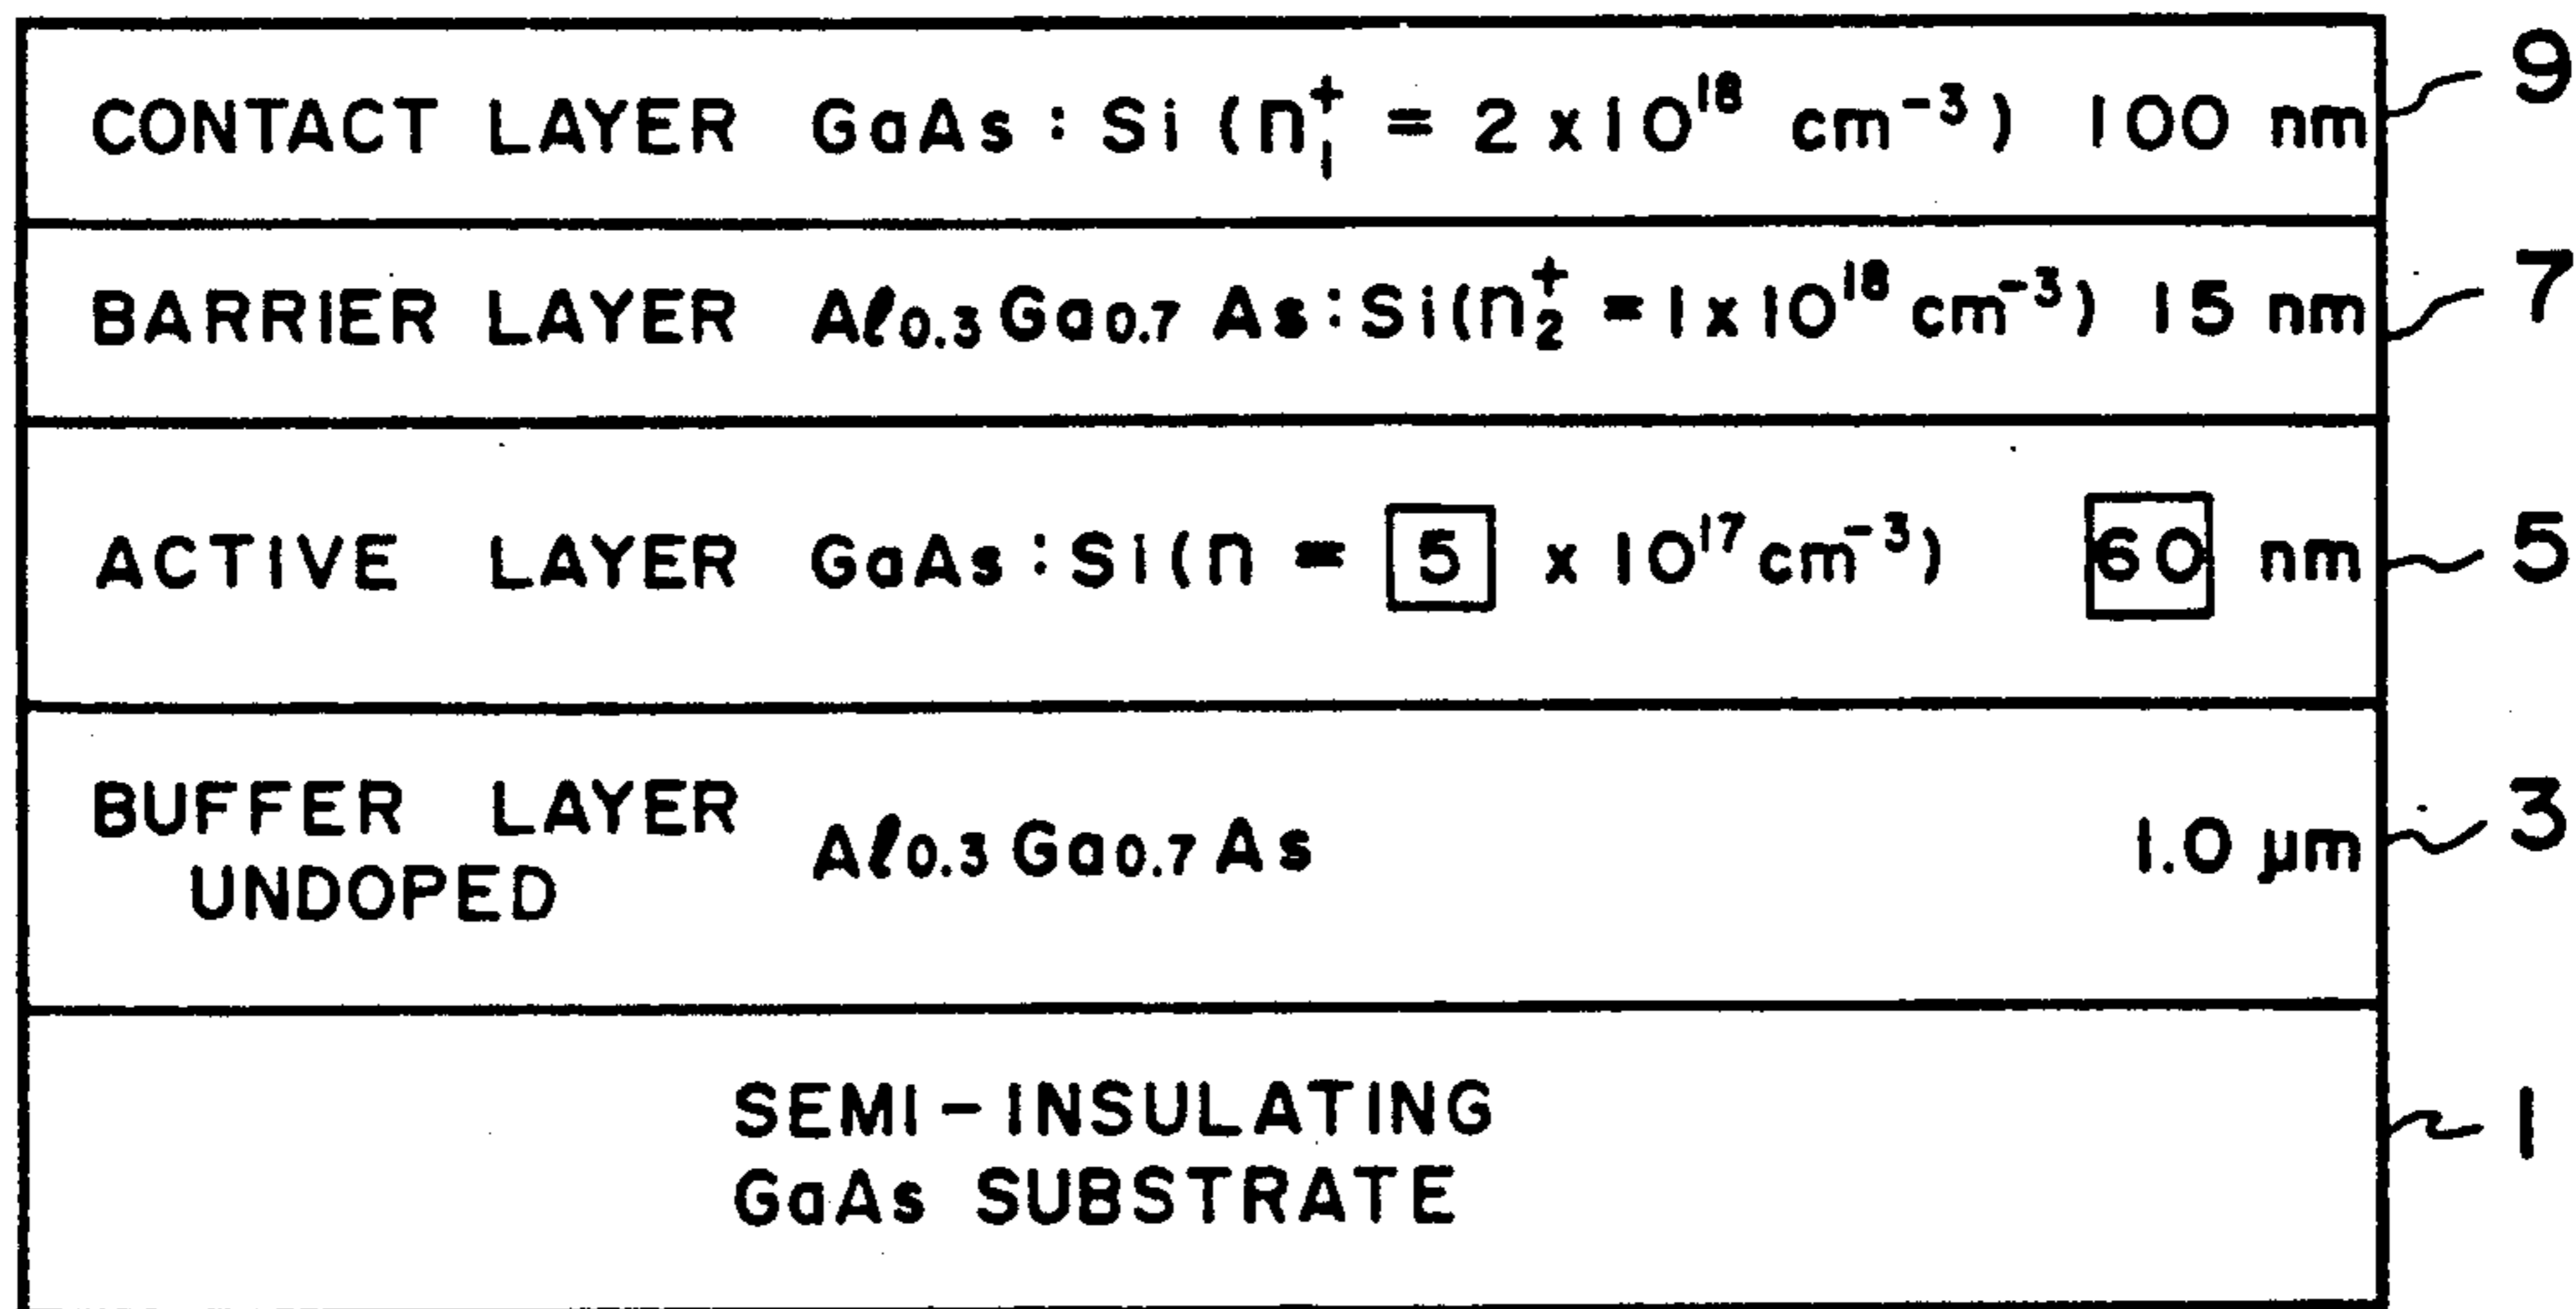 CONTACT LAYER GaAs : Si (n₁⁺ = 2 x 10¹⁸ cm⁻³) 100 nm 9
BARRIER LAYER Aℓ0.3 Ga0.7 As : Si (n₂⁺ = 1 x 10¹⁸ cm⁻³) 15 nm 7
ACTIVE LAYER GaAs : Si (n = 5 x 10¹⁷ cm⁻³) 60 nm 5
BUFFER LAYER
UNDOPED
Aℓ0.3 Ga0.7 As 1.0 µm 3
SEMI-INSULATING
GaAs SUBSTRATE
1